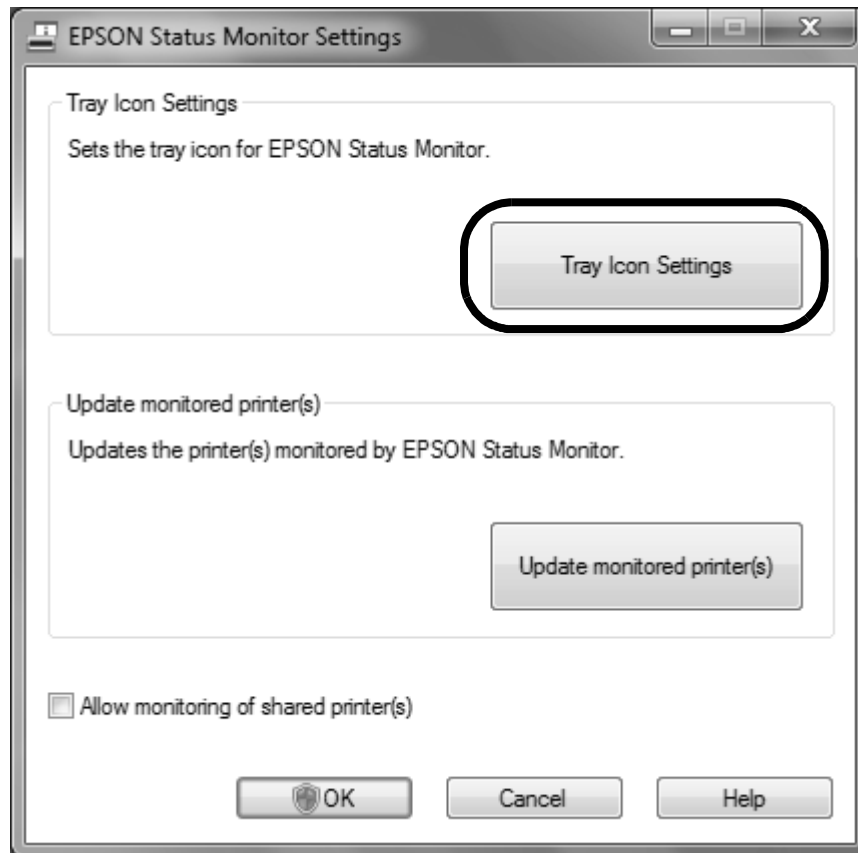 EPSON Status Monitor Settings
Tray Icon Settings
Sets the tray icon for EPSON Status Monitor.
Tray Icon Settings
Update monitored printer(s)
Updates the printer(s) monitored by EPSON Status Monitor.
Update monitored printer(s)
Allow monitoring of shared printer(s)
OK Cancel Help